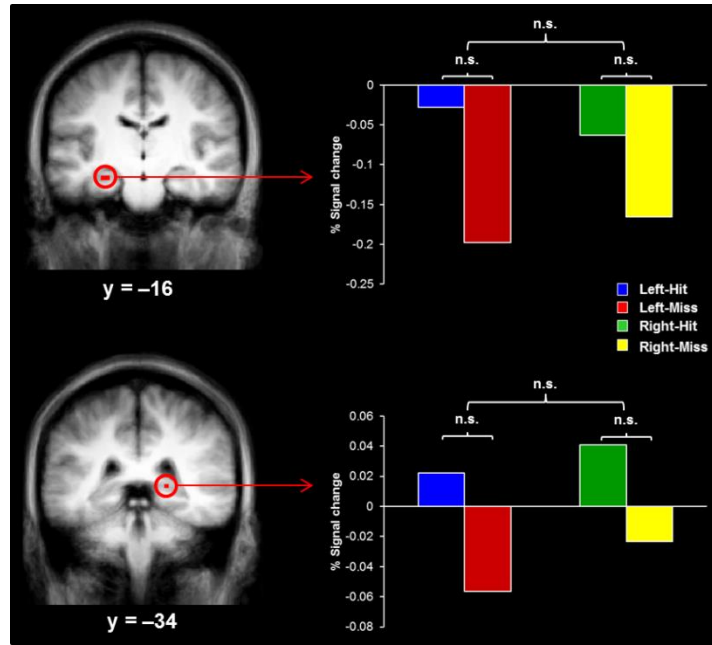 n.s.
n.s.
n.s.
0
-0.05
-0.1
-0.15
-0.2
-0.25
% Signal change
y = –16
Left-Hit
Left-Miss
Right-Hit
Right-Miss
n.s.
n.s.
n.s.
0.06
0.04
0.02
0
-0.02
-0.04
-0.06
-0.08
% Signal change
y = –34